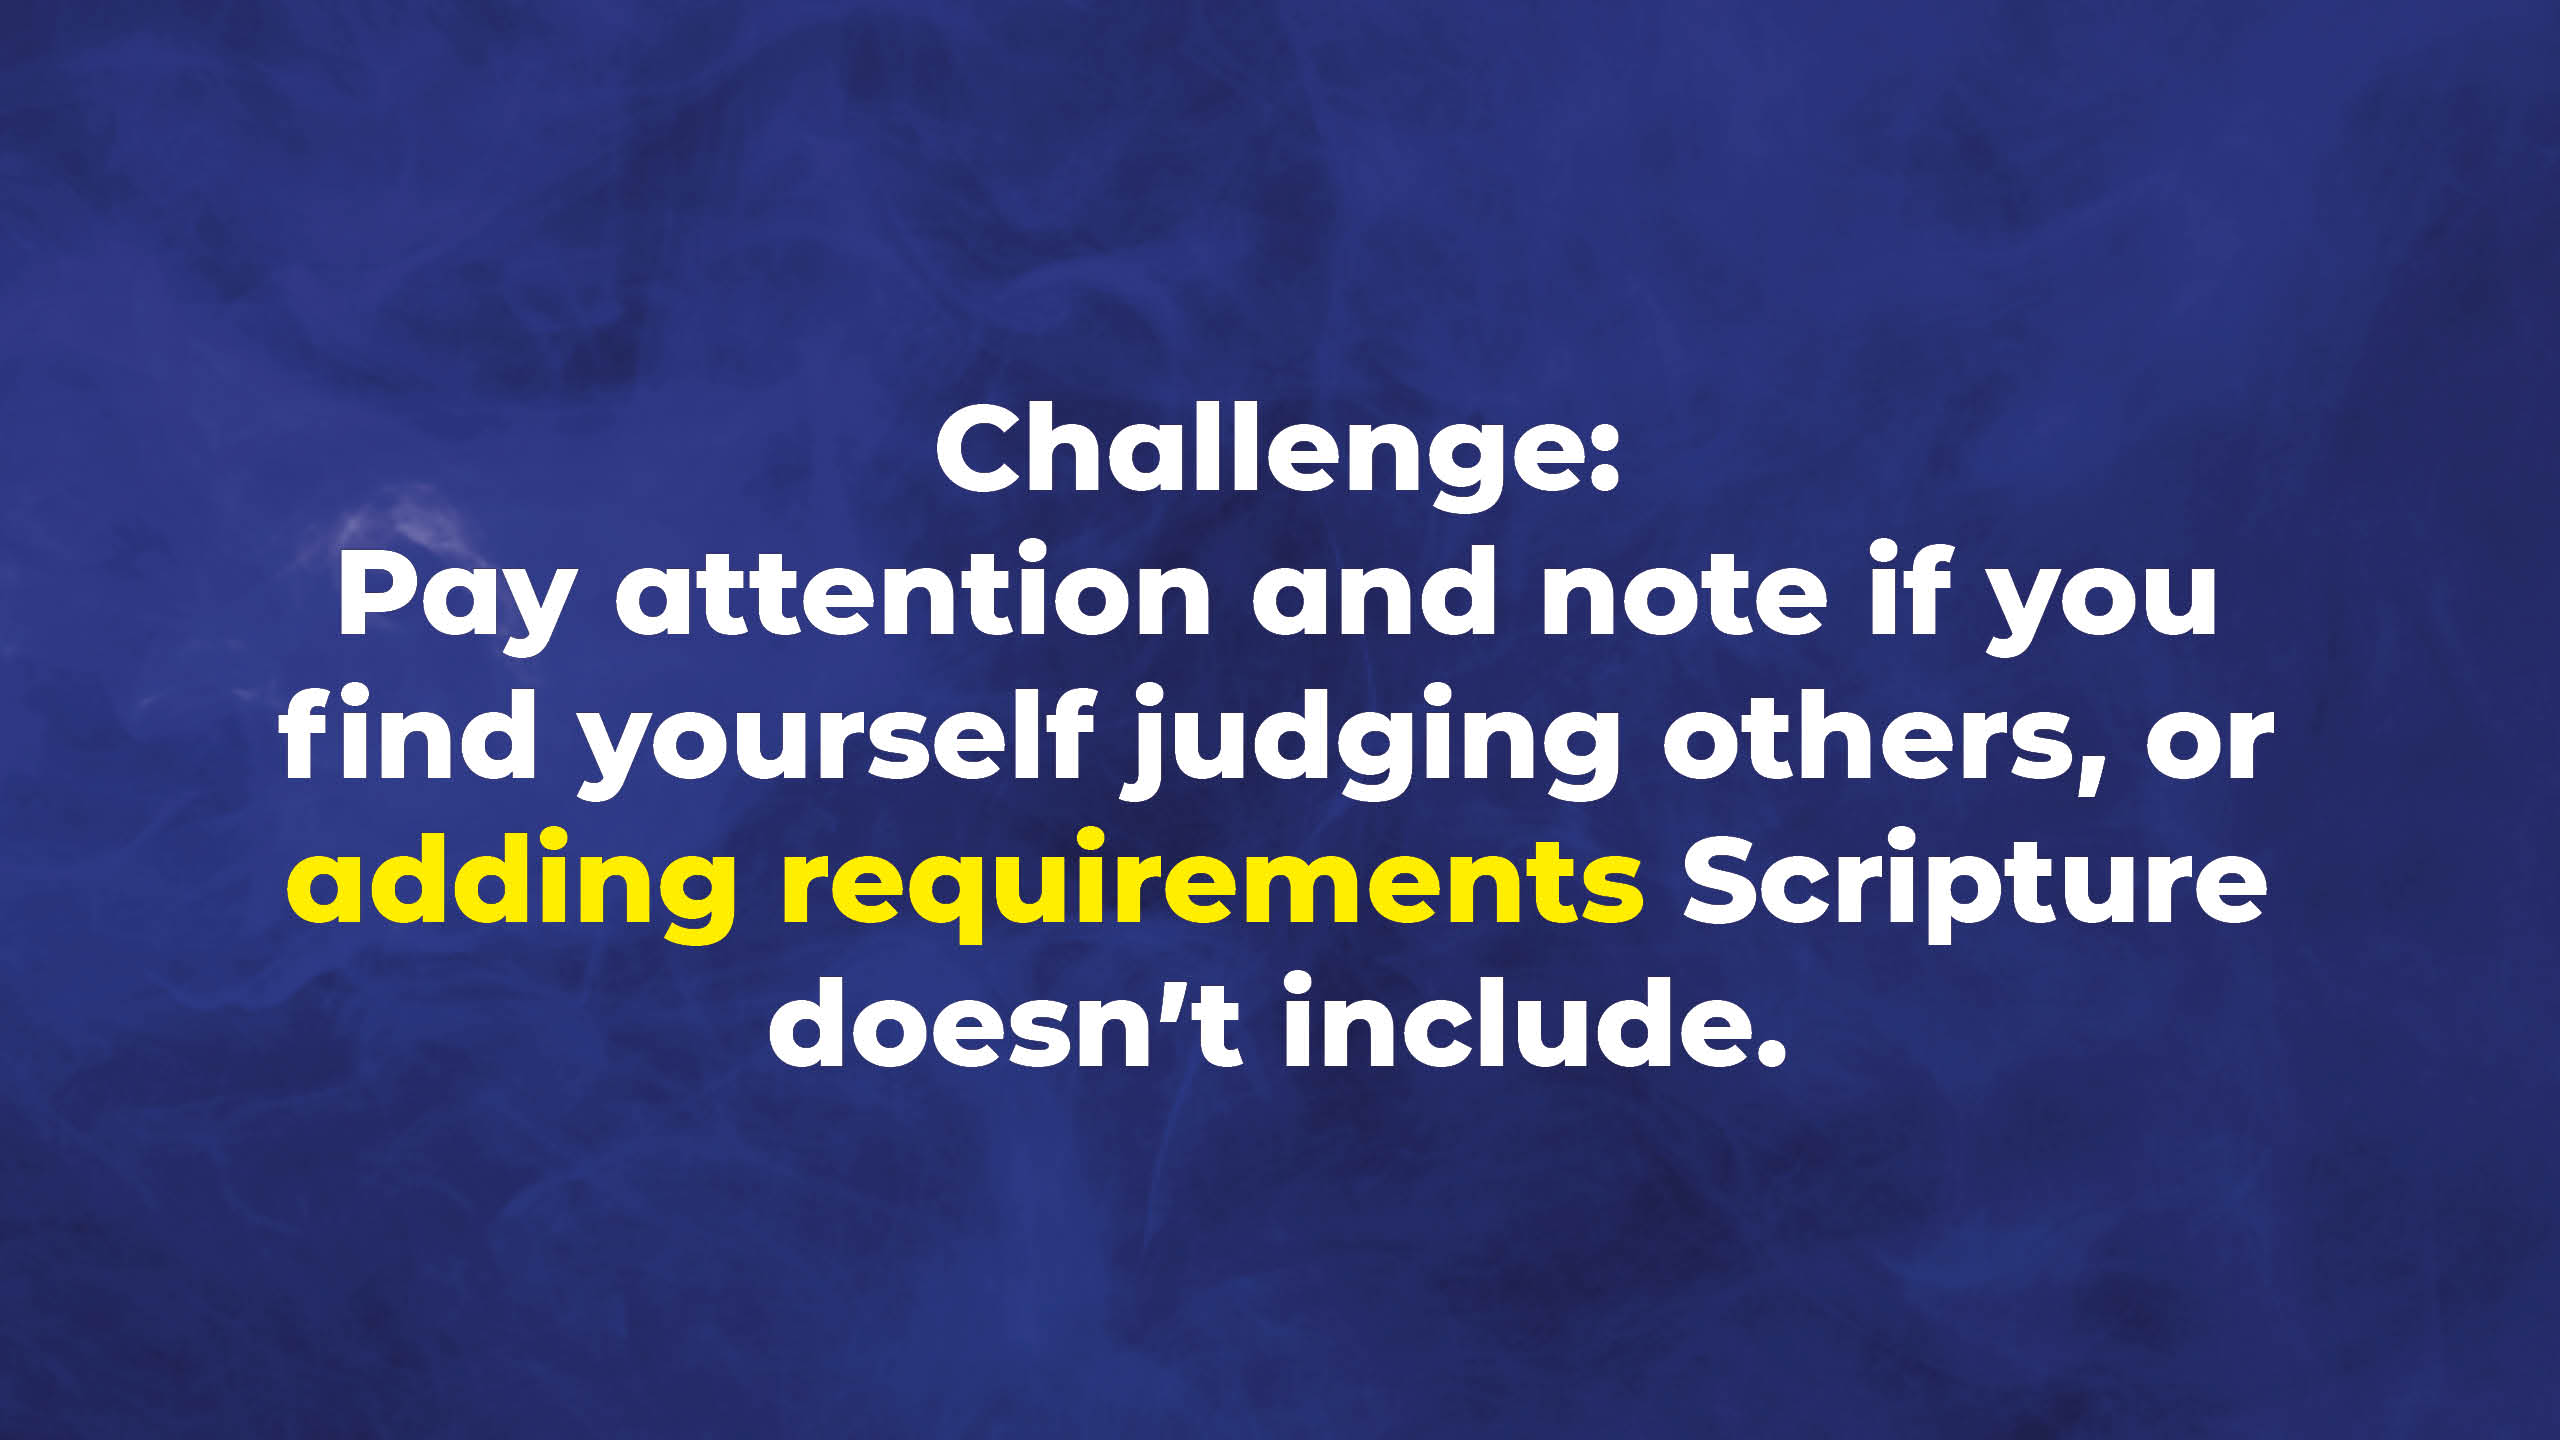 Challenge:
Pay attention and note if you
find yourself judging others, or
adding requirements Scripture
doesn’t include.